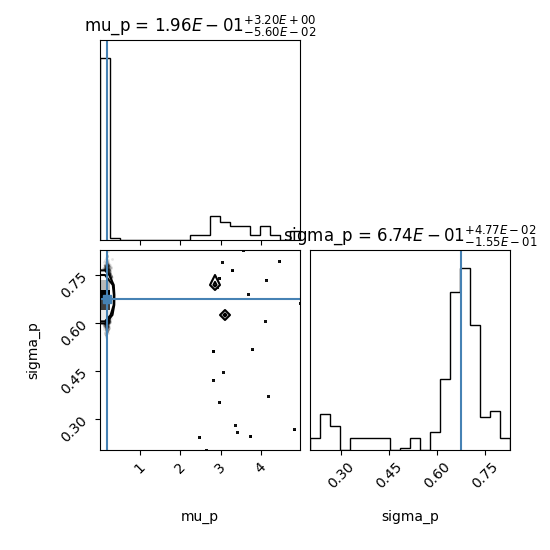 mu_p = 1.96E − 01+3.20E+00−5.60E−02
sigma_p = 6.74E − 01+4.77E−02−1.55E−01
0.75
0.60
0.45
0.30
sigma_p
1 2 3 4
mu_p
0.30 0.45 0.60 0.75
sigma_p